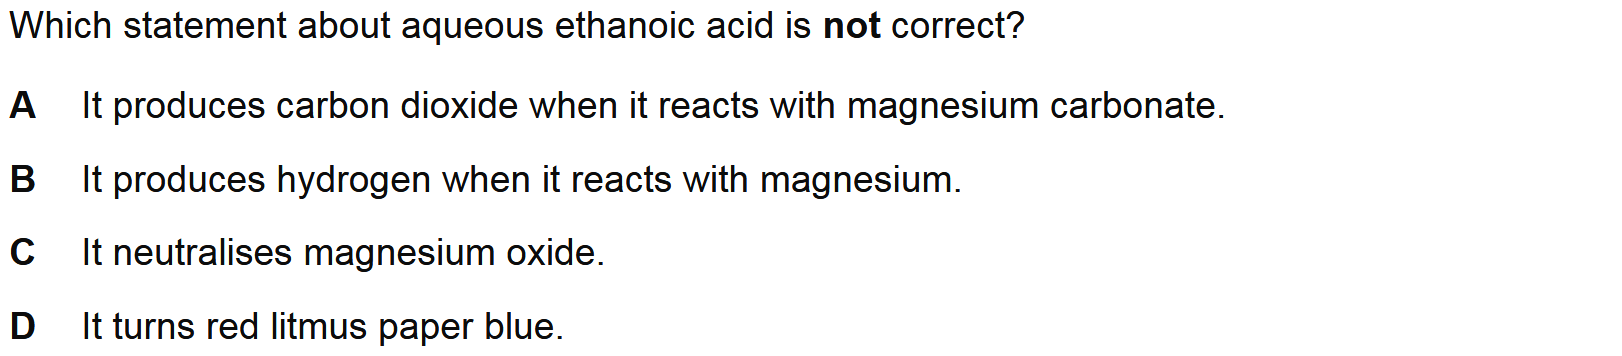 Which statement about aqueous ethanoic acid is not correct?
A It produces carbon dioxide when it reacts with magnesium carbonate.
B It produces hydrogen when it reacts with magnesium.
C It neutralises magnesium oxide.
D It turns red litmus paper blue.